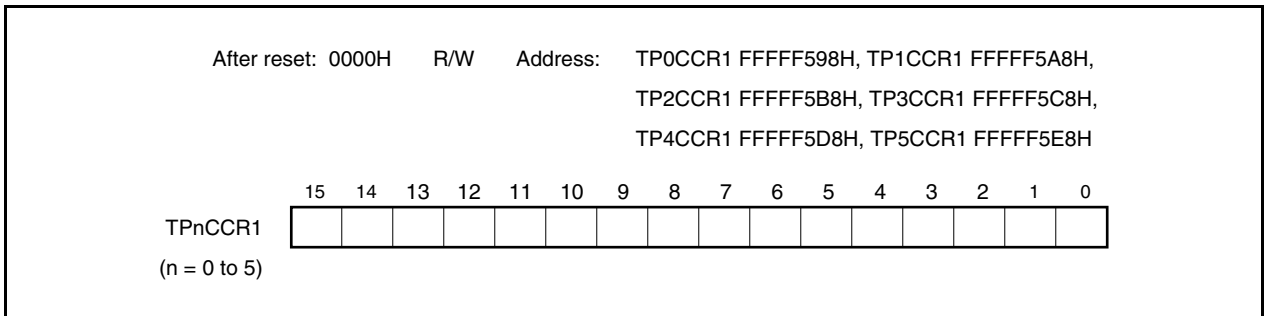 After reset: 0000H R/W Address: TP0CCR1 FFFFF598H, TP1CCR1 FFFFF5A8H,
TP2CCR1 FFFFF5B8H, TP3CCR1 FFFFF5C8H,
TP4CCR1 FFFFF5D8H, TP5CCR1 FFFFF5E8H
15 14 13 12 11 10 9 8 7 6 5 4 3 2 1 0
TPnCCR1
(n = 0 to 5)